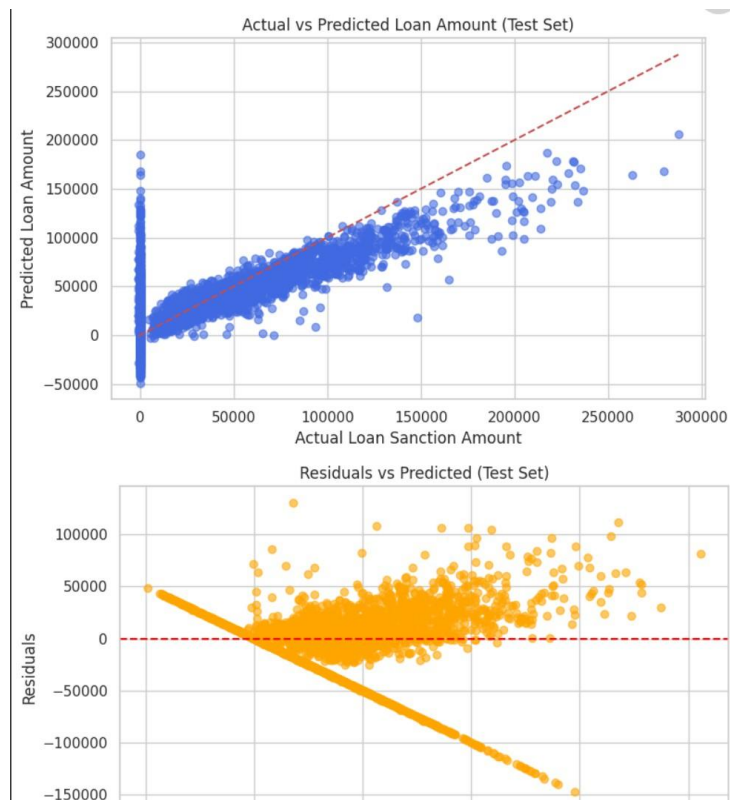 Actual vs Predicted Loan Amount (Test Set)
300000
250000
200000
150000
100000
50000
0
−50000
Predicted Loan Amount
0 50000 100000 150000 200000 250000 300000
Actual Loan Sanction Amount
Residuals vs Predicted (Test Set)
100000
50000
0
−50000
−100000
−150000
Residuals